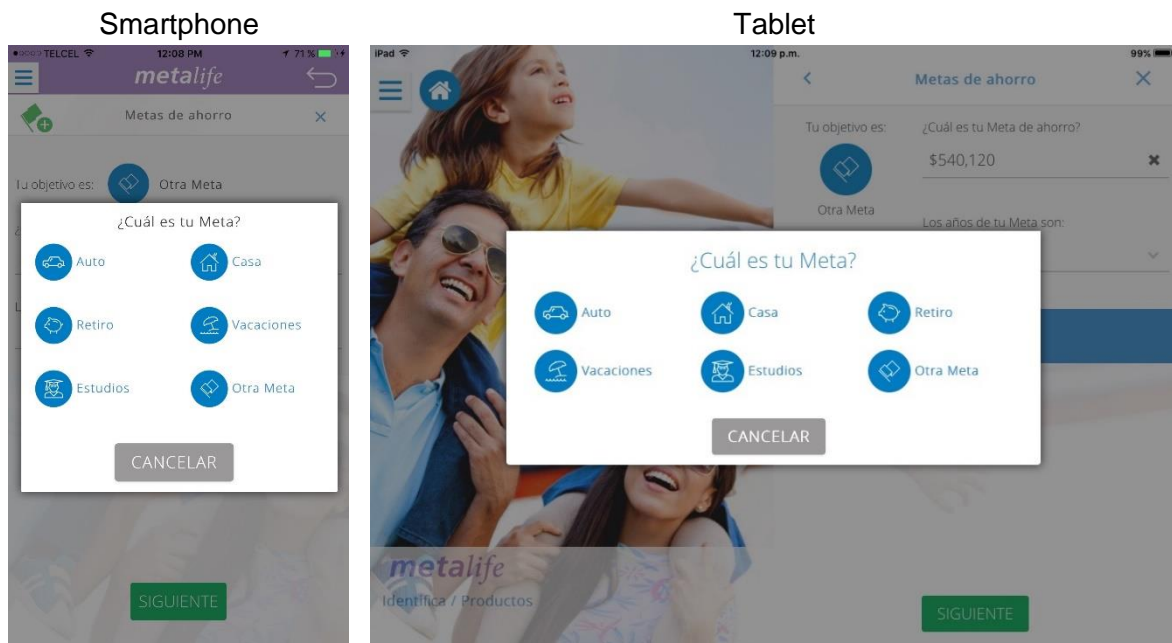 Smartphone
Tablet
TELCEL 12:08 PM 71 %
metalife
Metas de ahorro
Tu objetivo es: Otra Meta
¿Cuál es tu Meta?
Auto Casa
Retiro Vacaciones
Estudios Otra Meta
CANCELAR
SIGUIENTE
iPad 12:09 p.m. 99%
Metas de ahorro
Tu objetivo es: ¿Cuál es tu Meta de ahorro?
$540,120
Otra Meta
Los años de tu Meta son:
¿Cuál es tu Meta?
Auto Casa Retiro
Vacaciones Estudios Otra Meta
CANCELAR
metalife
Identifica / Productos
SIGUIENTE